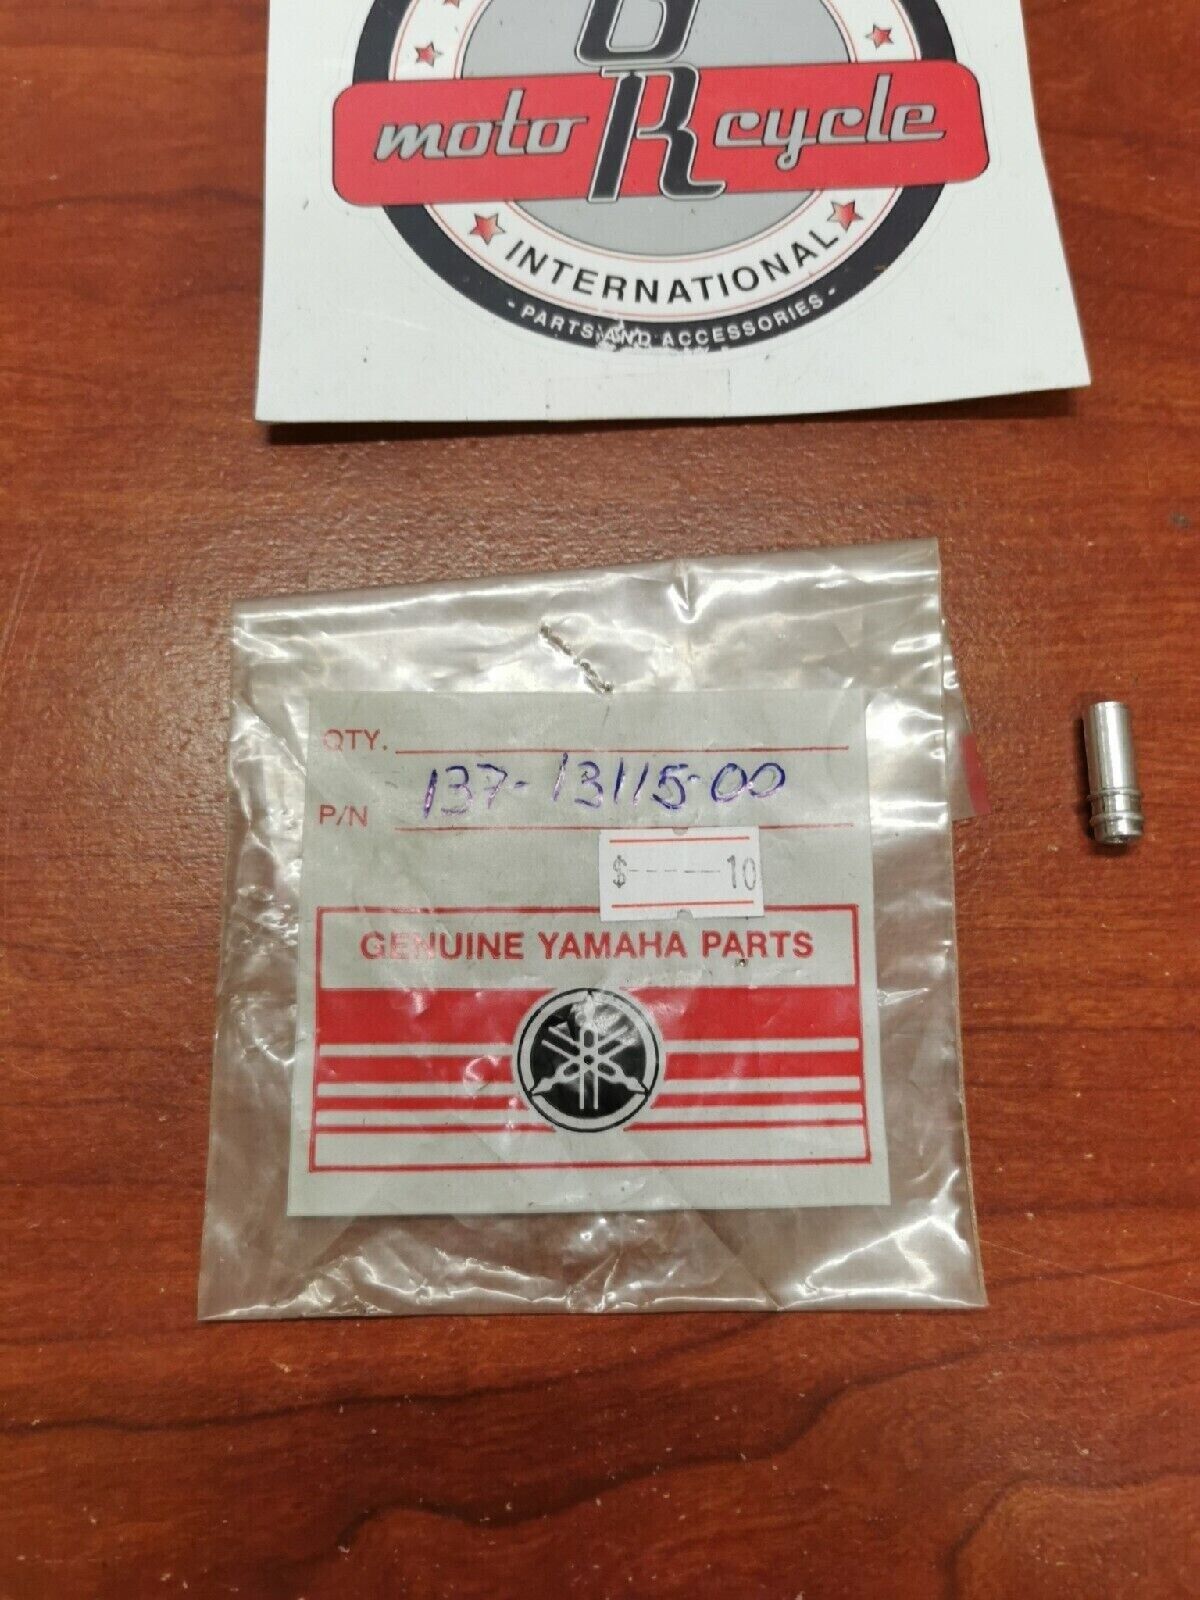 moto R cycle
INTERNATIONAL
- PARTS AND ACCESSORIES -
QTY.
P/N 137-13115-00
$-----10
GENUINE YAMAHA PARTS